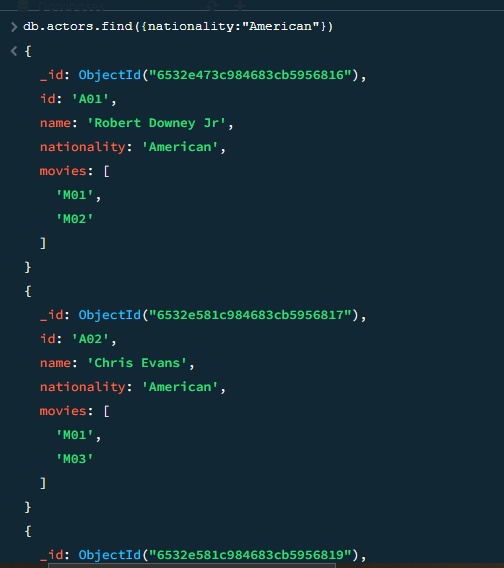 db.actors.find({nationality:"American"})
{
_id: ObjectId("6532e473c984683cb5956816"),
id: 'A01',
name: 'Robert Downey Jr',
nationality: 'American',
movies: [
'M01',
'M02'
]
}
{
_id: ObjectId("6532e581c984683cb5956817"),
id: 'A02',
name: 'Chris Evans',
nationality: 'American',
movies: [
'M01',
'M03'
]
}
{
_id: ObjectId("6532e581c984683cb5956819"),